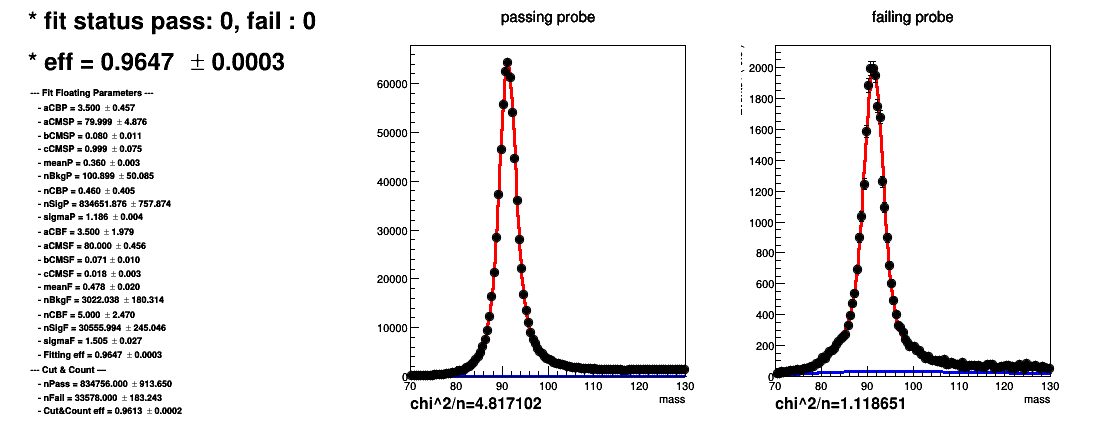 * fit status pass: 0, fail : 0
* eff = 0.9647 ± 0.0003
--- Fit Floating Parameters ---
- aCBP = 3.500 ± 0.457
- aCMSP = 79.999 ± 4.876
- bCMSP = 0.080 ± 0.011
- cCMSP = 0.999 ± 0.075
- meanP = 0.360 ± 0.003
- nBkgP = 100.899 ± 50.085
- nCBP = 0.460 ± 0.405
- nSigP = 834651.876 ± 757.874
- sigmaP = 1.186 ± 0.004
- aCBF = 3.500 ± 1.979
- aCMSF = 80.000 ± 0.456
- bCMSF = 0.071 ± 0.010
- cCMSF = 0.018 ± 0.003
- meanF = 0.478 ± 0.020
- nBkgF = 3022.038 ± 180.314
- nCBF = 5.000 ± 2.470
- nSigF = 30555.994 ± 245.046
- sigmaF = 1.505 ± 0.027
- Fitting eff = 0.9647 ± 0.0003
--- Cut & Count ---
- nPass = 834756.000 ± 913.650
- nFail = 33578.000 ± 183.243
- Cut&Count eff = 0.9613 ± 0.0002
passing probe
60000
50000
40000
30000
20000
10000
0
70 80 90 100 110 120 130
mass
chi^2/n=4.817102
failing probe
2000
1800
1600
1400
1200
1000
800
600
400
200
0
70 80 90 100 110 120 130
mass
chi^2/n=1.118651